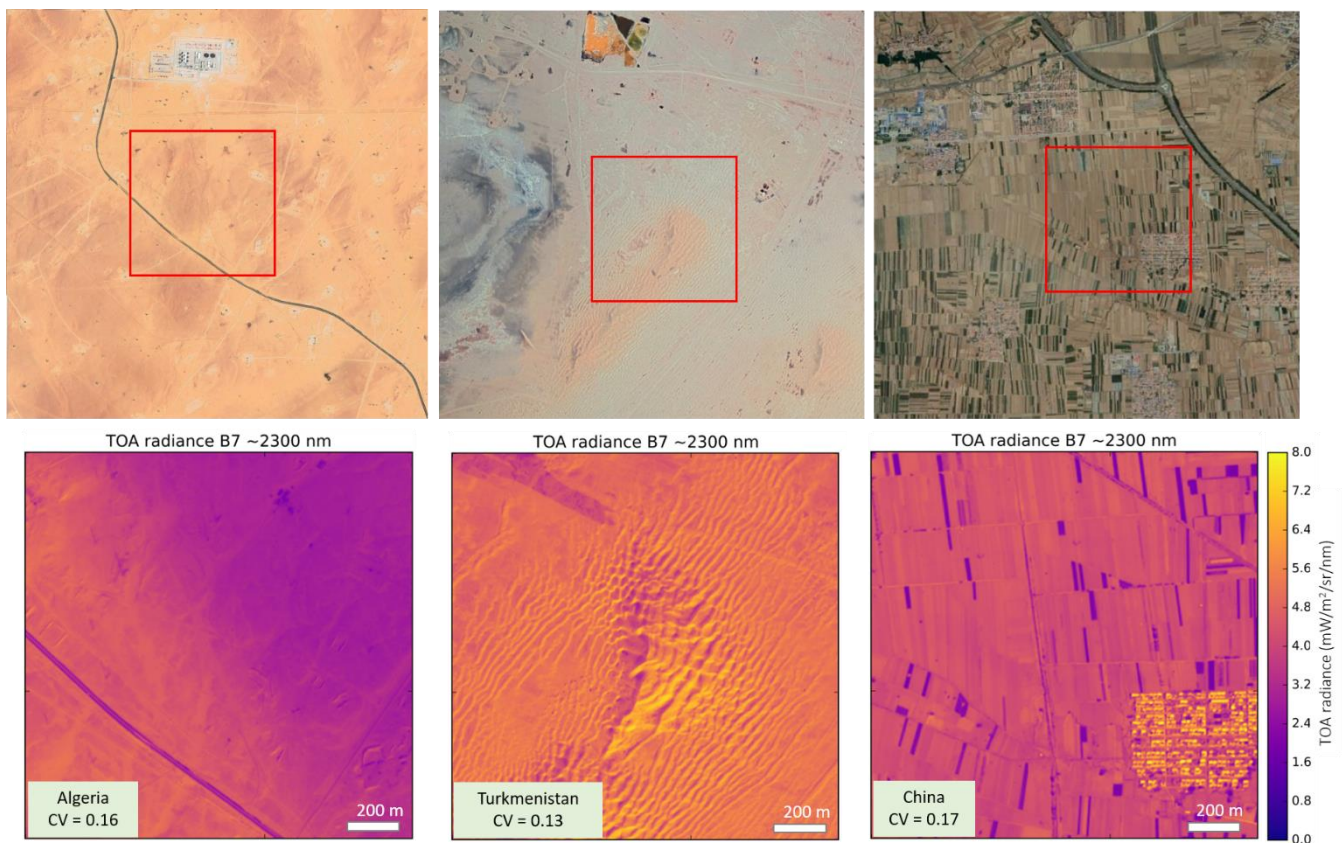 TOA radiance B7 ~2300 nm
TOA radiance B7 ~2300 nm
TOA radiance B7 ~2300 nm
Algeria
CV = 0.16
200 m
Turkmenistan
CV = 0.13
200 m
China
CV = 0.17
200 m
8.0
7.2
6.4
5.6
4.8
4.0
3.2
2.4
1.6
0.8
0.0
TOA radiance (mW/m²/sr/nm)